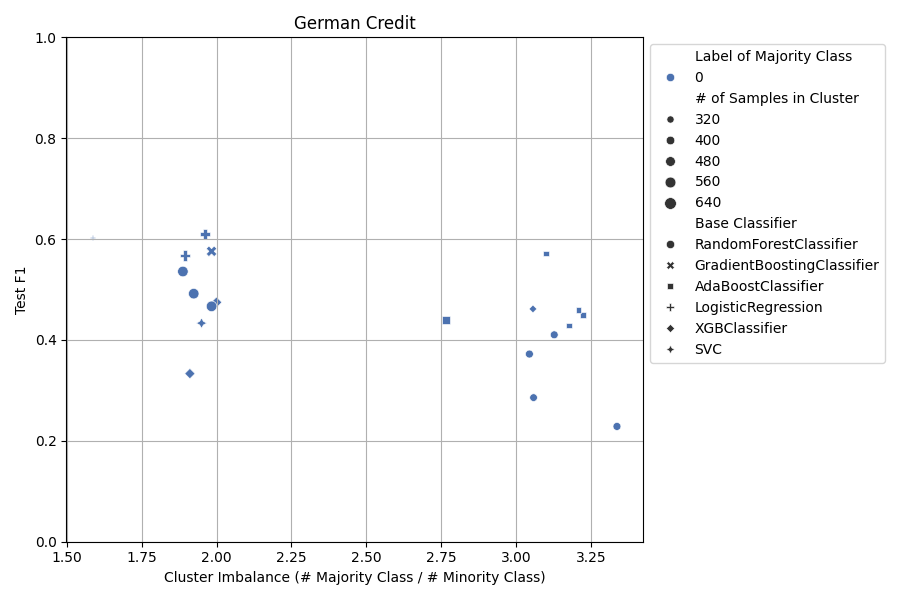 German Credit
Test F1
1.0
0.8
0.6
0.4
0.2
0.0
1.50 1.75 2.00 2.25 2.50 2.75 3.00 3.25
Cluster Imbalance (# Majority Class / # Minority Class)
Label of Majority Class
0
# of Samples in Cluster
320
400
480
560
640
Base Classifier
RandomForestClassifier
GradientBoostingClassifier
AdaBoostClassifier
LogisticRegression
XGBClassifier
SVC